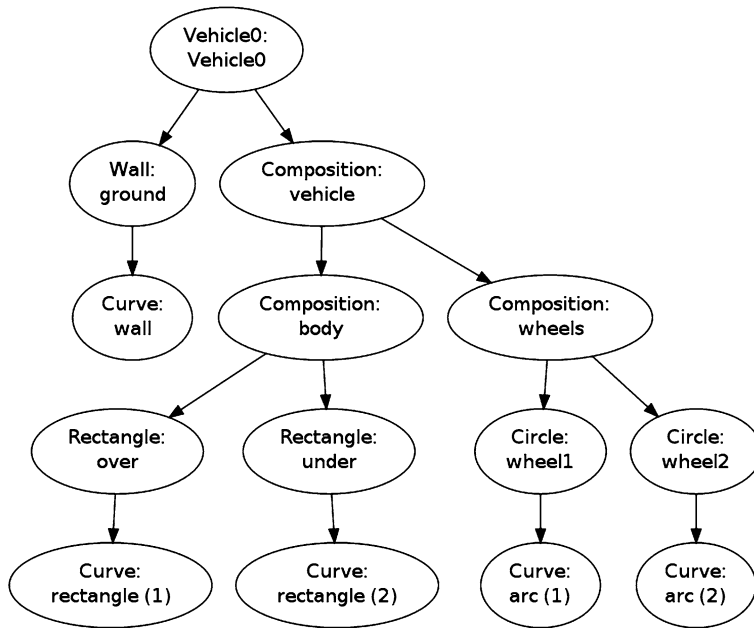 Vehicle0:
Vehicle0
Wall:
ground
Composition:
vehicle
Curve:
wall
Composition:
body
Composition:
wheels
Rectangle:
over
Rectangle:
under
Circle:
wheel1
Circle:
wheel2
Curve:
rectangle (1)
Curve:
rectangle (2)
Curve:
arc (1)
Curve:
arc (2)